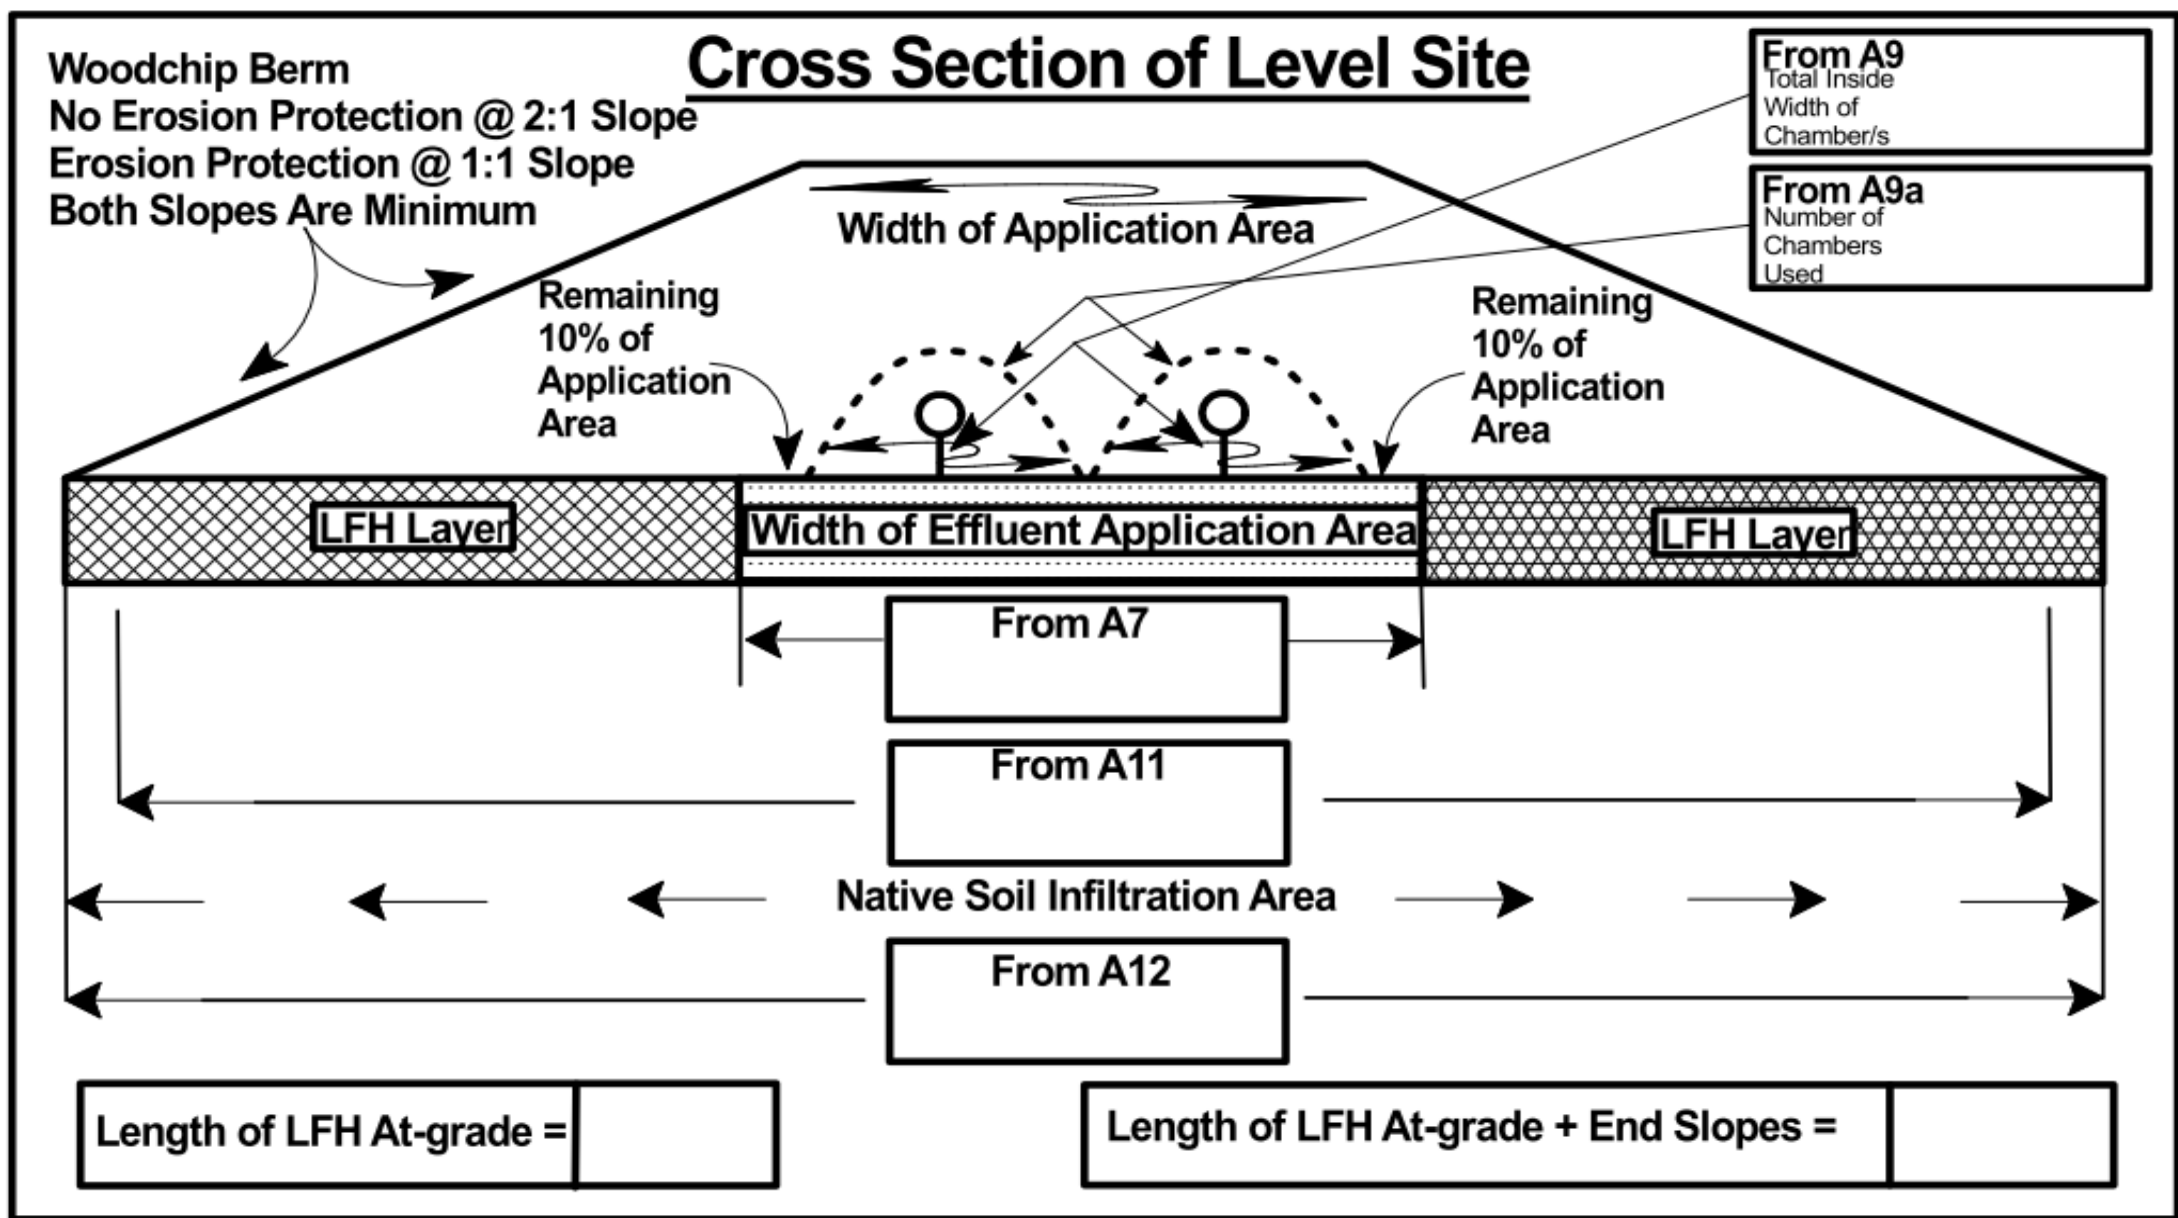 Cross Section of Level Site
Woodchip Berm
No Erosion Protection @ 2:1 Slope
Erosion Protection @ 1:1 Slope
Both Slopes Are Minimum
From A9
Total Inside
Width of
Chamber/s
From A9a
Number of
Chambers
Used
Width of Application Area
Remaining
10% of
Application
Area
Remaining
10% of
Application
Area
LFH Layer
Width of Effluent Application Area
LFH Layer
From A7
From A11
Native Soil Infiltration Area
From A12
Length of LFH At-grade =
Length of LFH At-grade + End Slopes =